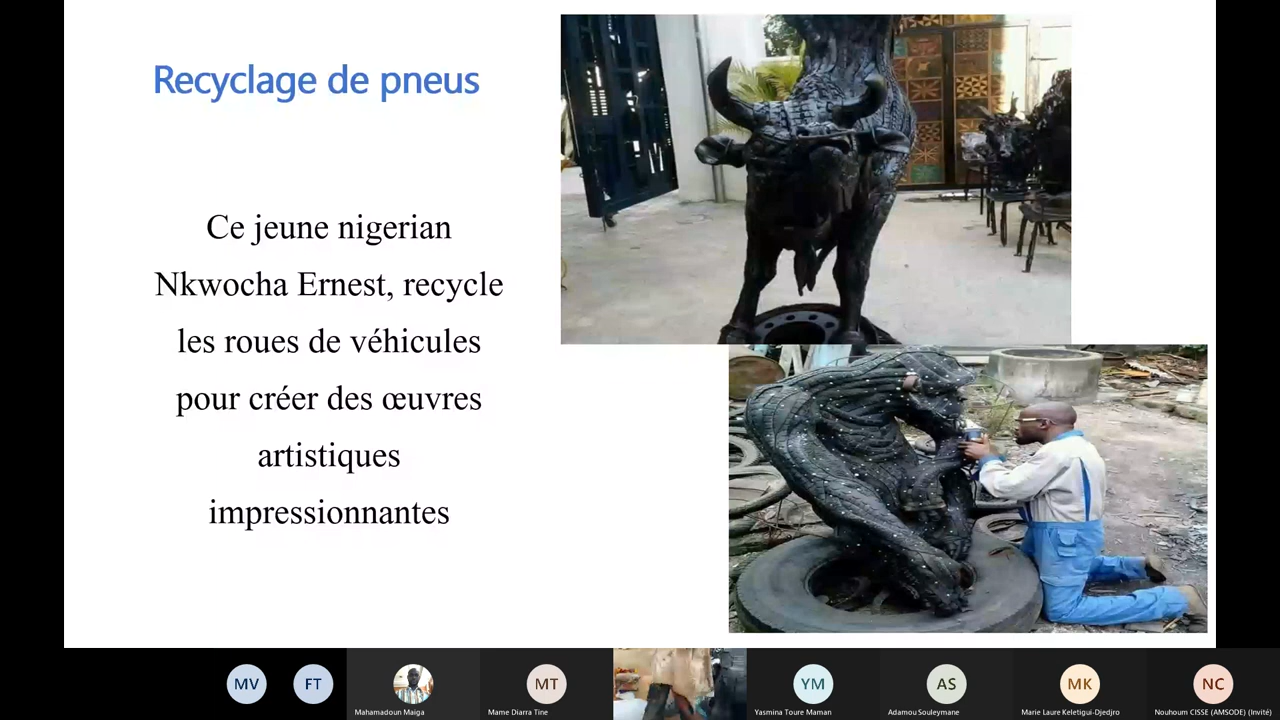 Recyclage de pneus
Ce jeune nigerian
Nkwocha Ernest, recycle
les roues de véhicules
pour créer des œuvres
artistiques
impressionnantes
MV
FT
Mahamadoun Maiga
MT
Mame Diarra Tine
YM
Yasmina Toure Maman
AS
Adamou Souleymane
MK
Marie Laure Keletigui-Djedjro
NC
Nouhoum CISSE (AMSODE) (Invité)